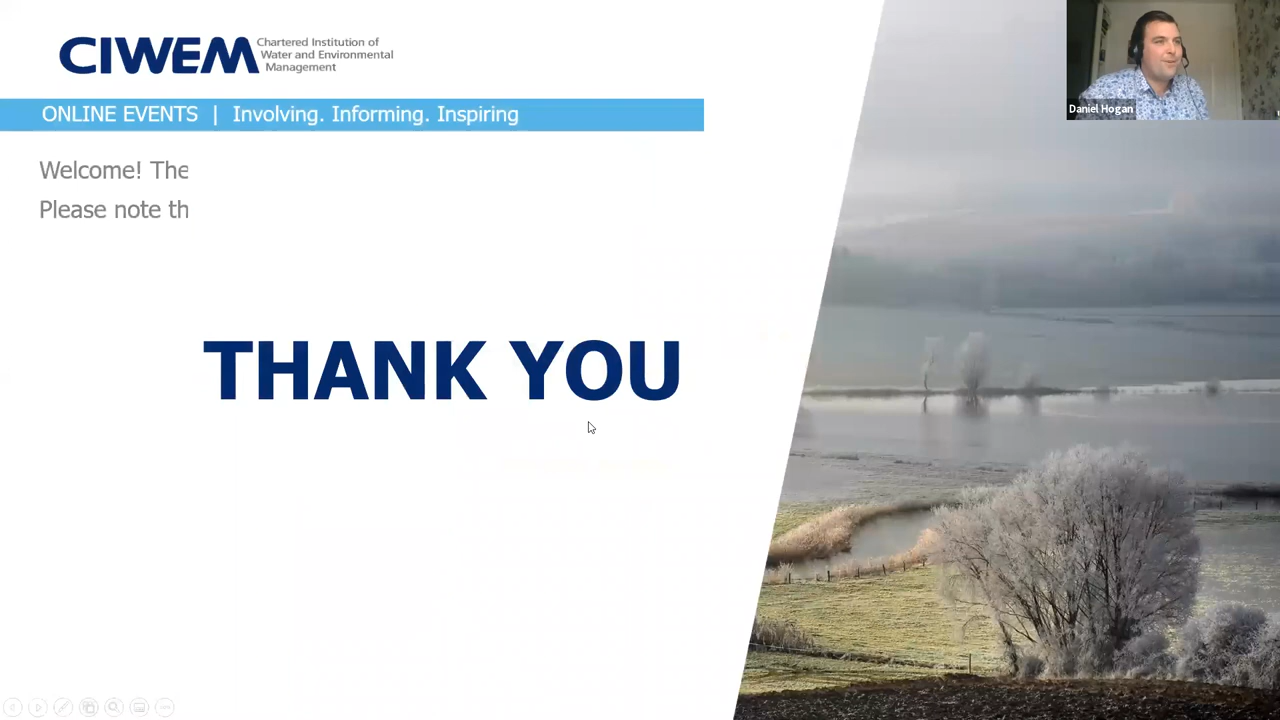 CIWEM
Chartered Institution of
Water and Environmental
Management
ONLINE EVENTS | Involving. Informing. Inspiring
Welcome! The
Please note th
THANK YOU
Daniel Hogan